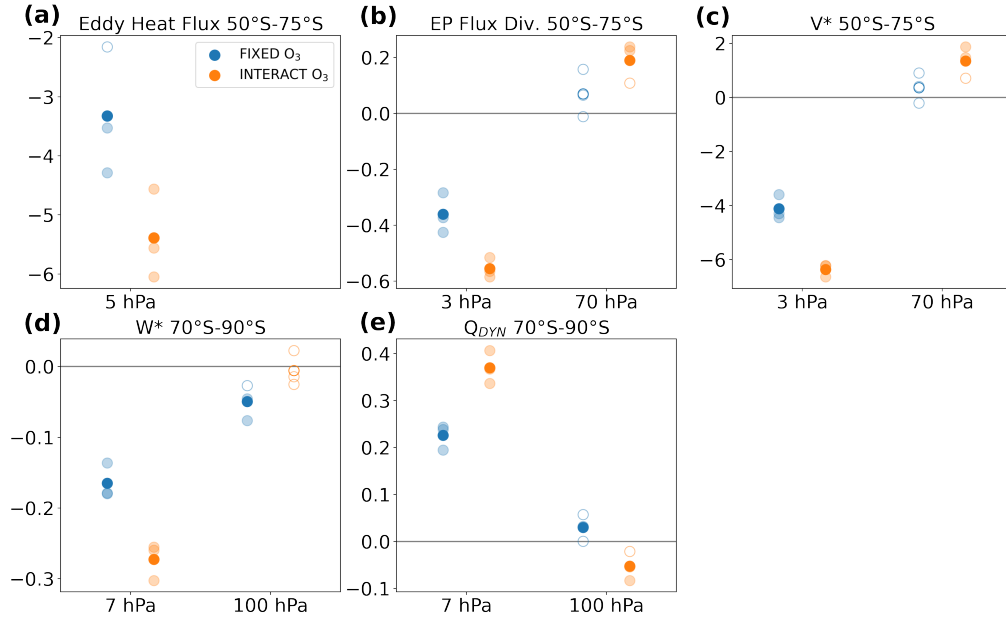 (a) Eddy Heat Flux 50°S-75°S
−2
−3
−4
−5
−6
5 hPa
FIXED O₃
INTERACT O₃
(b) EP Flux Div. 50°S-75°S
0.2
0.0
−0.2
−0.4
−0.6
3 hPa 70 hPa
(c) V* 50°S-75°S
2
0
−2
−4
−6
3 hPa 70 hPa
(d) W* 70°S-90°S
0.0
−0.1
−0.2
−0.3
7 hPa 100 hPa
(e) Q_DYN 70°S-90°S
0.4
0.3
0.2
0.1
0.0
−0.1
7 hPa 100 hPa